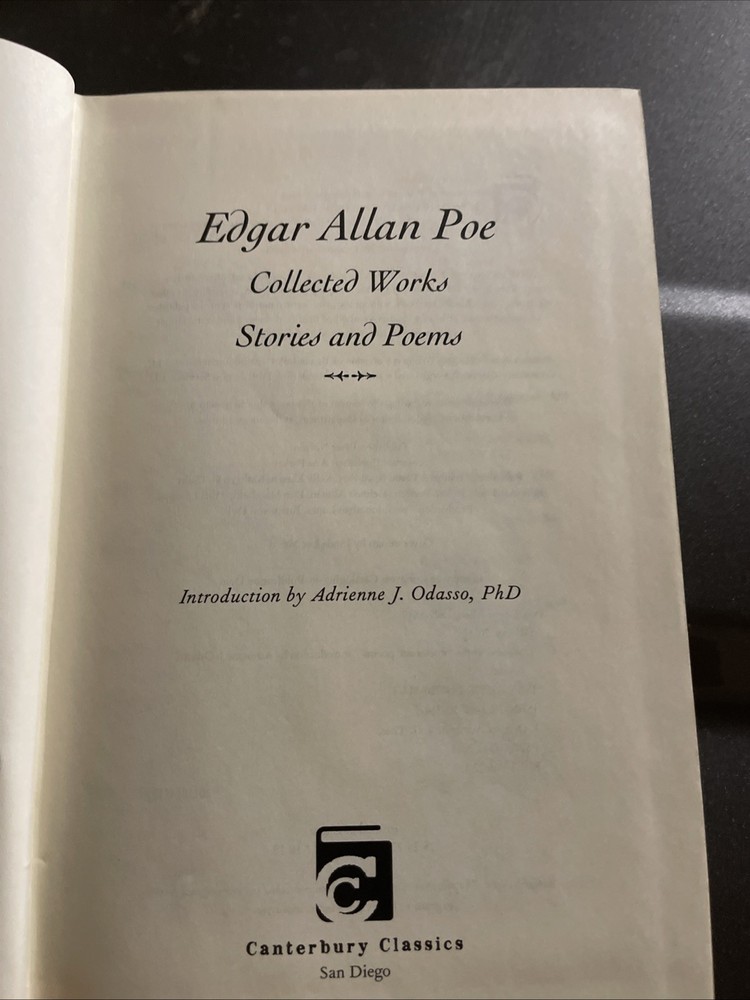 Edgar Allan Poe
Collected Works
Stories and Poems
Introduction by Adrienne J. Odasso, PhD
Canterbury Classics
San Diego